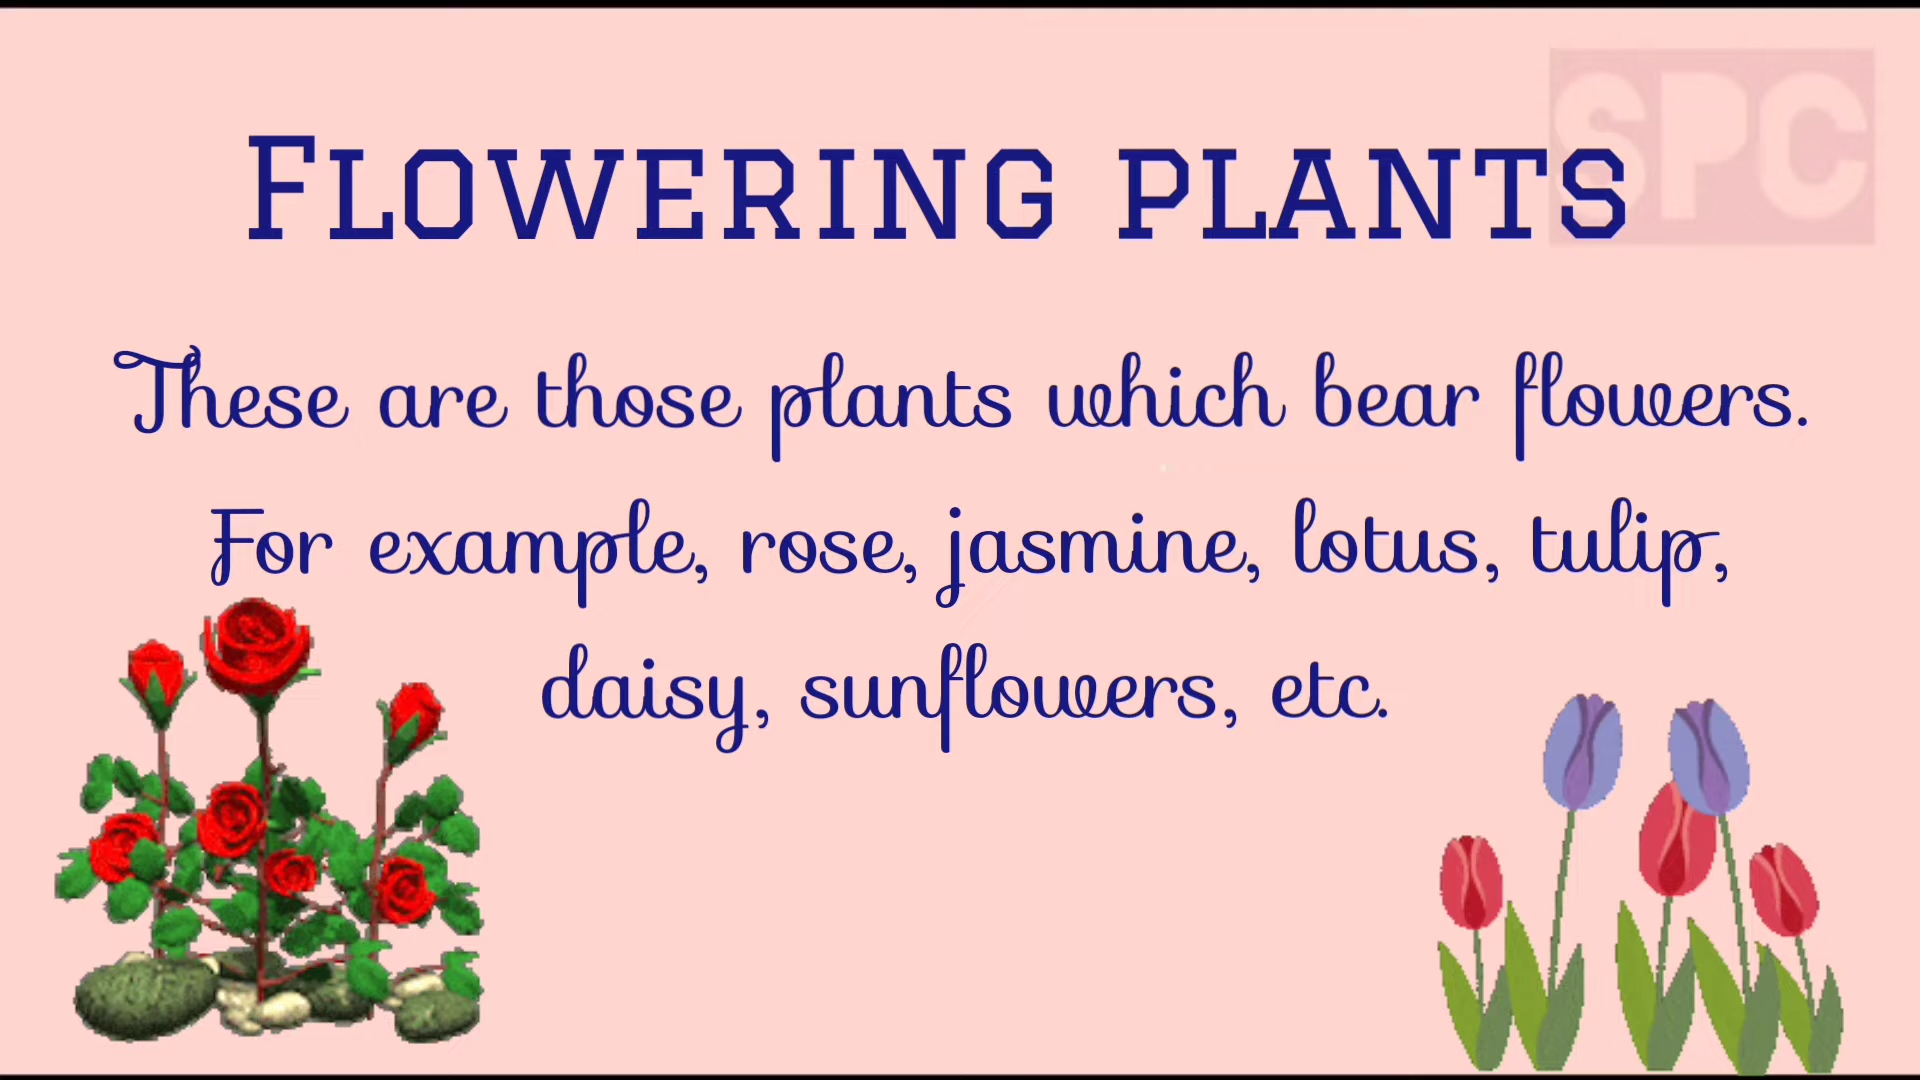 SPC
FLOWERING PLANTS
These are those plants which bear flowers.
For example, rose, jasmine, lotus, tulip,
daisy, sunflowers, etc.